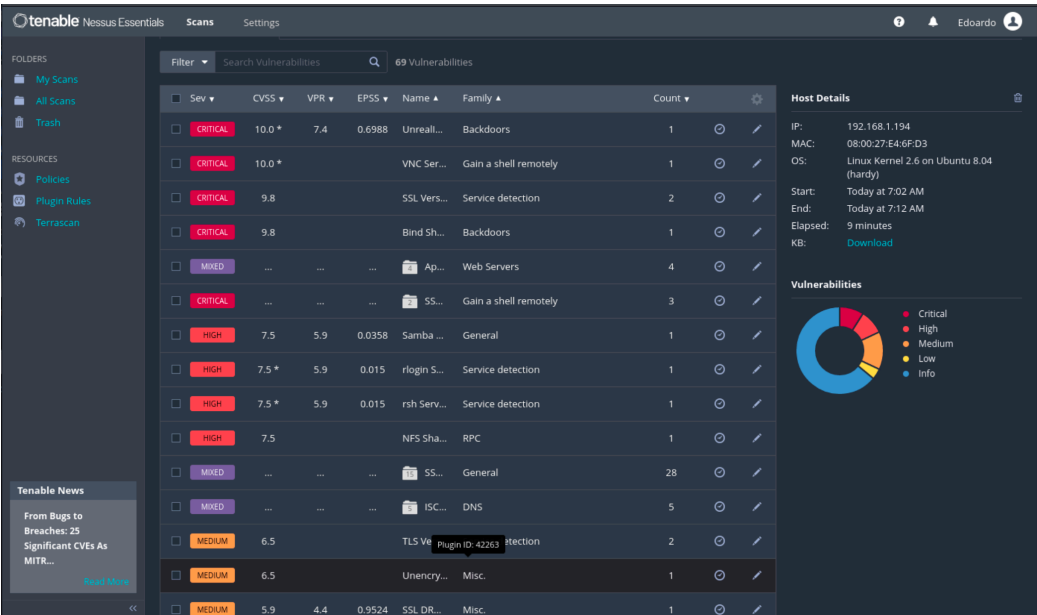 tenable Nessus Essentials Scans Settings Edoardo
FOLDERS
My Scans
All Scans
Trash
RESOURCES
Policies
Plugin Rules
Terrascan
Tenable News
From Bugs to
Breaches: 25
Significant CVEs As
MITR...
Read More
Filter Search Vulnerabilities 69 Vulnerabilities
Sev CVSS VPR EPSS Name Family Count
CRITICAL 10.0 * 7.4 0.6988 Unreali... Backdoors 1
CRITICAL 10.0 * VNC Ser... Gain a shell remotely 1
CRITICAL 9.8 SSL Vers... Service detection 2
CRITICAL 9.8 Bind Sh... Backdoors 1
MIXED ... ... ... 4 Ap... Web Servers 4
CRITICAL ... ... ... 2 SS... Gain a shell remotely 3
HIGH 7.5 5.9 0.0358 Samba ... General 1
HIGH 7.5 * 5.9 0.015 rlogin S... Service detection 1
HIGH 7.5 * 5.9 0.015 rsh Serv... Service detection 1
HIGH 7.5 NFS Sha... RPC 1
MIXED ... ... ... 15 SS... General 28
MIXED ... ... ... 5 ISC... DNS 5
MEDIUM 6.5 TLS Ve etection 2
Plugin ID: 42263
MEDIUM 6.5 Unencry... Misc. 1
MEDIUM 5.9 4.4 0.9524 SSL DR... Misc. 1
Host Details
IP: 192.168.1.194
MAC: 08:00:27:E4:6F:D3
OS: Linux Kernel 2.6 on Ubuntu 8.04
(hardy)
Start: Today at 7:02 AM
End: Today at 7:12 AM
Elapsed: 9 minutes
KB: Download
Vulnerabilities
Critical
High
Medium
Low
Info